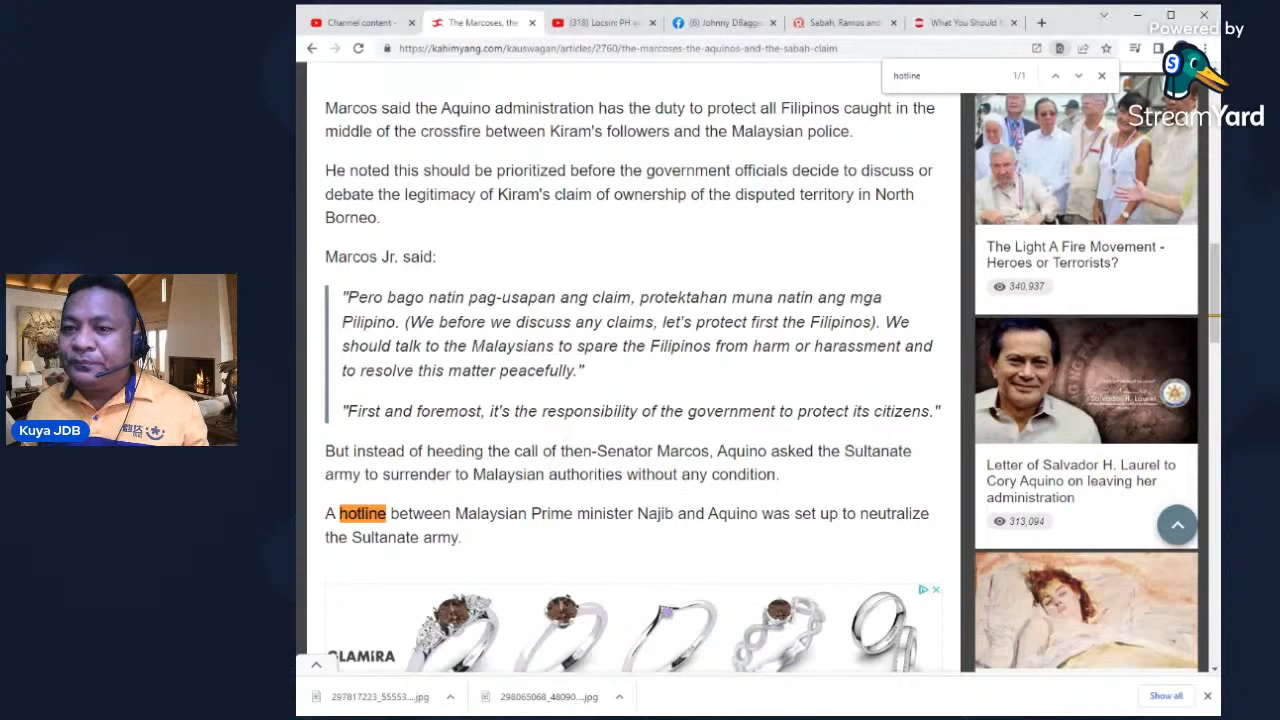 Channel content -
The Marcoses, the
(318) Locsin: PH w
(6) Johnny DBagge
Sabah, Ramos and
What You Should K
Powered by
https://kahimyang.com/kauswagan/articles/2760/the-marcoses-the-aquinos-and-the-sabah-claim
hotline 1/1
S
StreamYard
Marcos said the Aquino administration has the duty to protect all Filipinos caught in the
middle of the crossfire between Kiram's followers and the Malaysian police.
He noted this should be prioritized before the government officials decide to discuss or
debate the legitimacy of Kiram's claim of ownership of the disputed territory in North
Borneo.
Marcos Jr. said:
"Pero bago natin pag-usapan ang claim, protektahan muna natin ang mga
Pilipino. (We before we discuss any claims, let's protect first the Filipinos). We
should talk to the Malaysians to spare the Filipinos from harm or harassment and
to resolve this matter peacefully."
"First and foremost, it's the responsibility of the government to protect its citizens."
But instead of heeding the call of then-Senator Marcos, Aquino asked the Sultanate
army to surrender to Malaysian authorities without any condition.
A hotline between Malaysian Prime minister Najib and Aquino was set up to neutralize
the Sultanate army.
The Light A Fire Movement -
Heroes or Terrorists?
340,937
Salvador H. Laurel
Letter of Salvador H. Laurel to
Cory Aquino on leaving her
administration
313,094
Kuya JDB
GLAMIRA
297817223_55553....jpg
298065068_48090....jpg
Show all